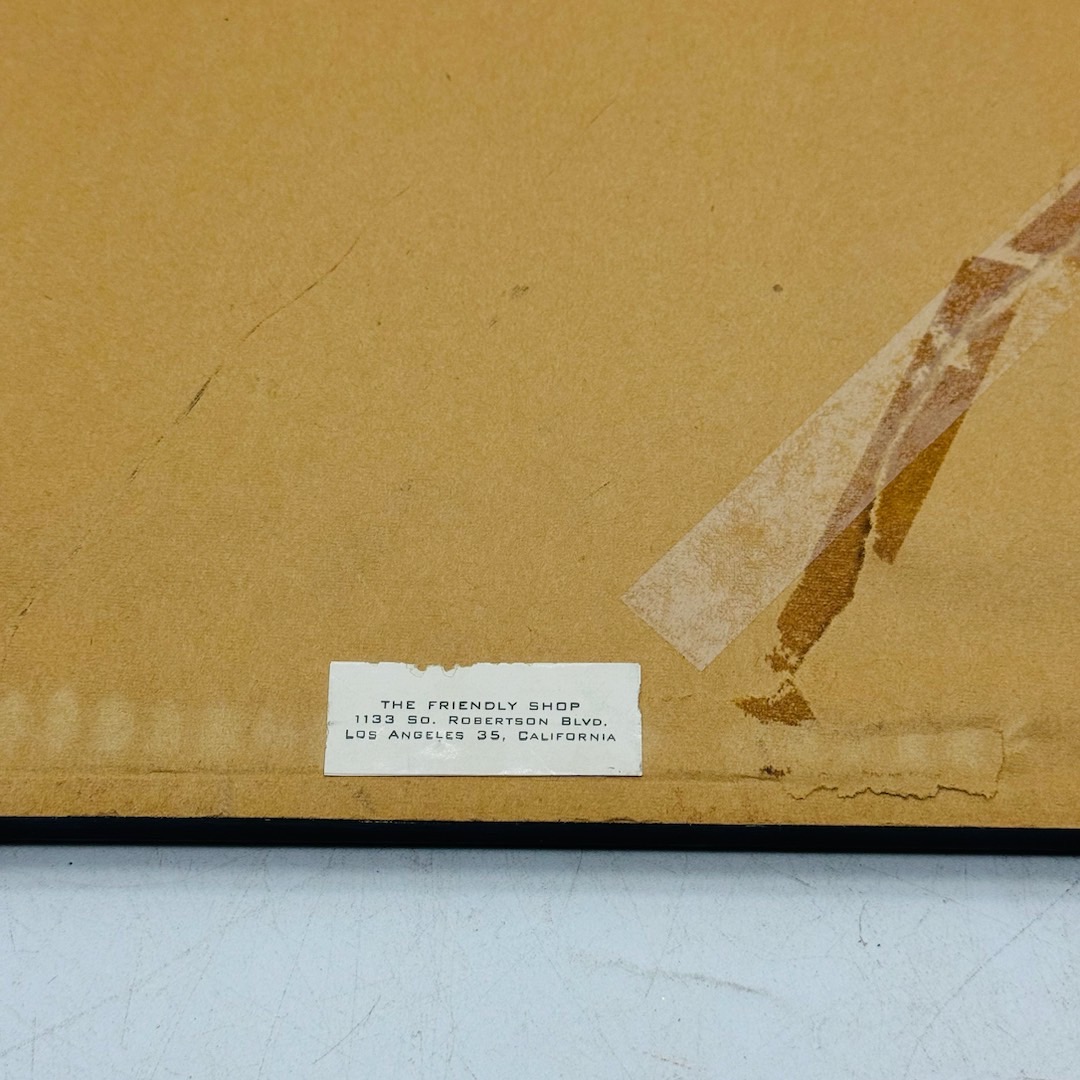 THE FRIENDLY SHOP
1133 SO. ROBERTSON BLVD.
LOS ANGELES 35, CALIFORNIA